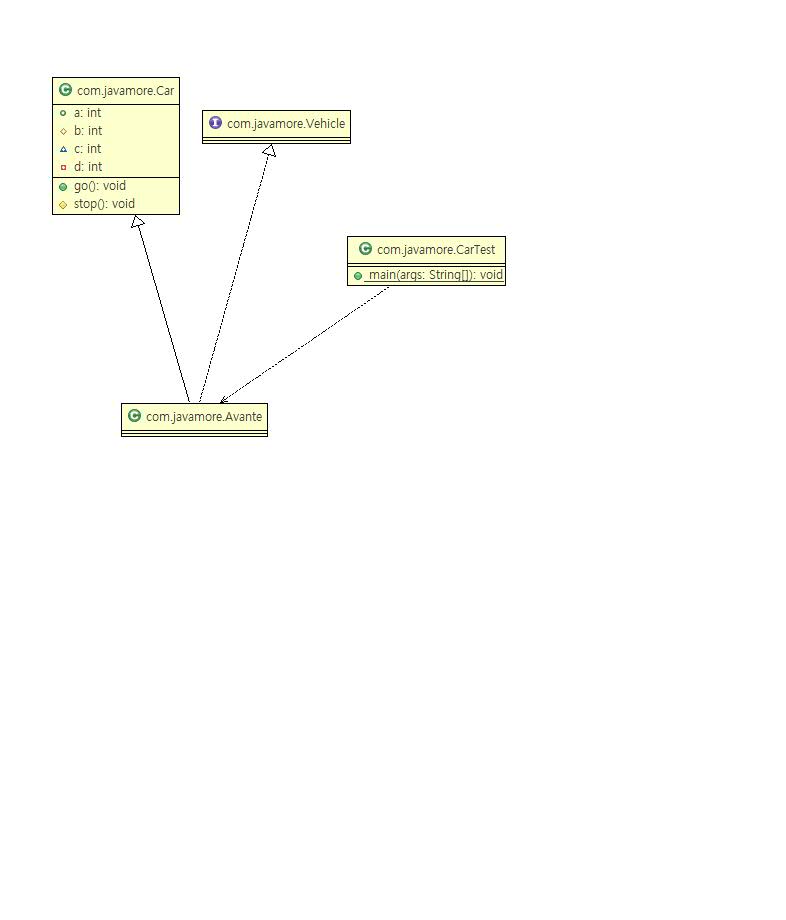 C com.javamore.Car
a: int
b: int
c: int
d: int
go(): void
stop(): void
I com.javamore.Vehicle
C com.javamore.CarTest
main(args: String[]): void
C com.javamore.Avante